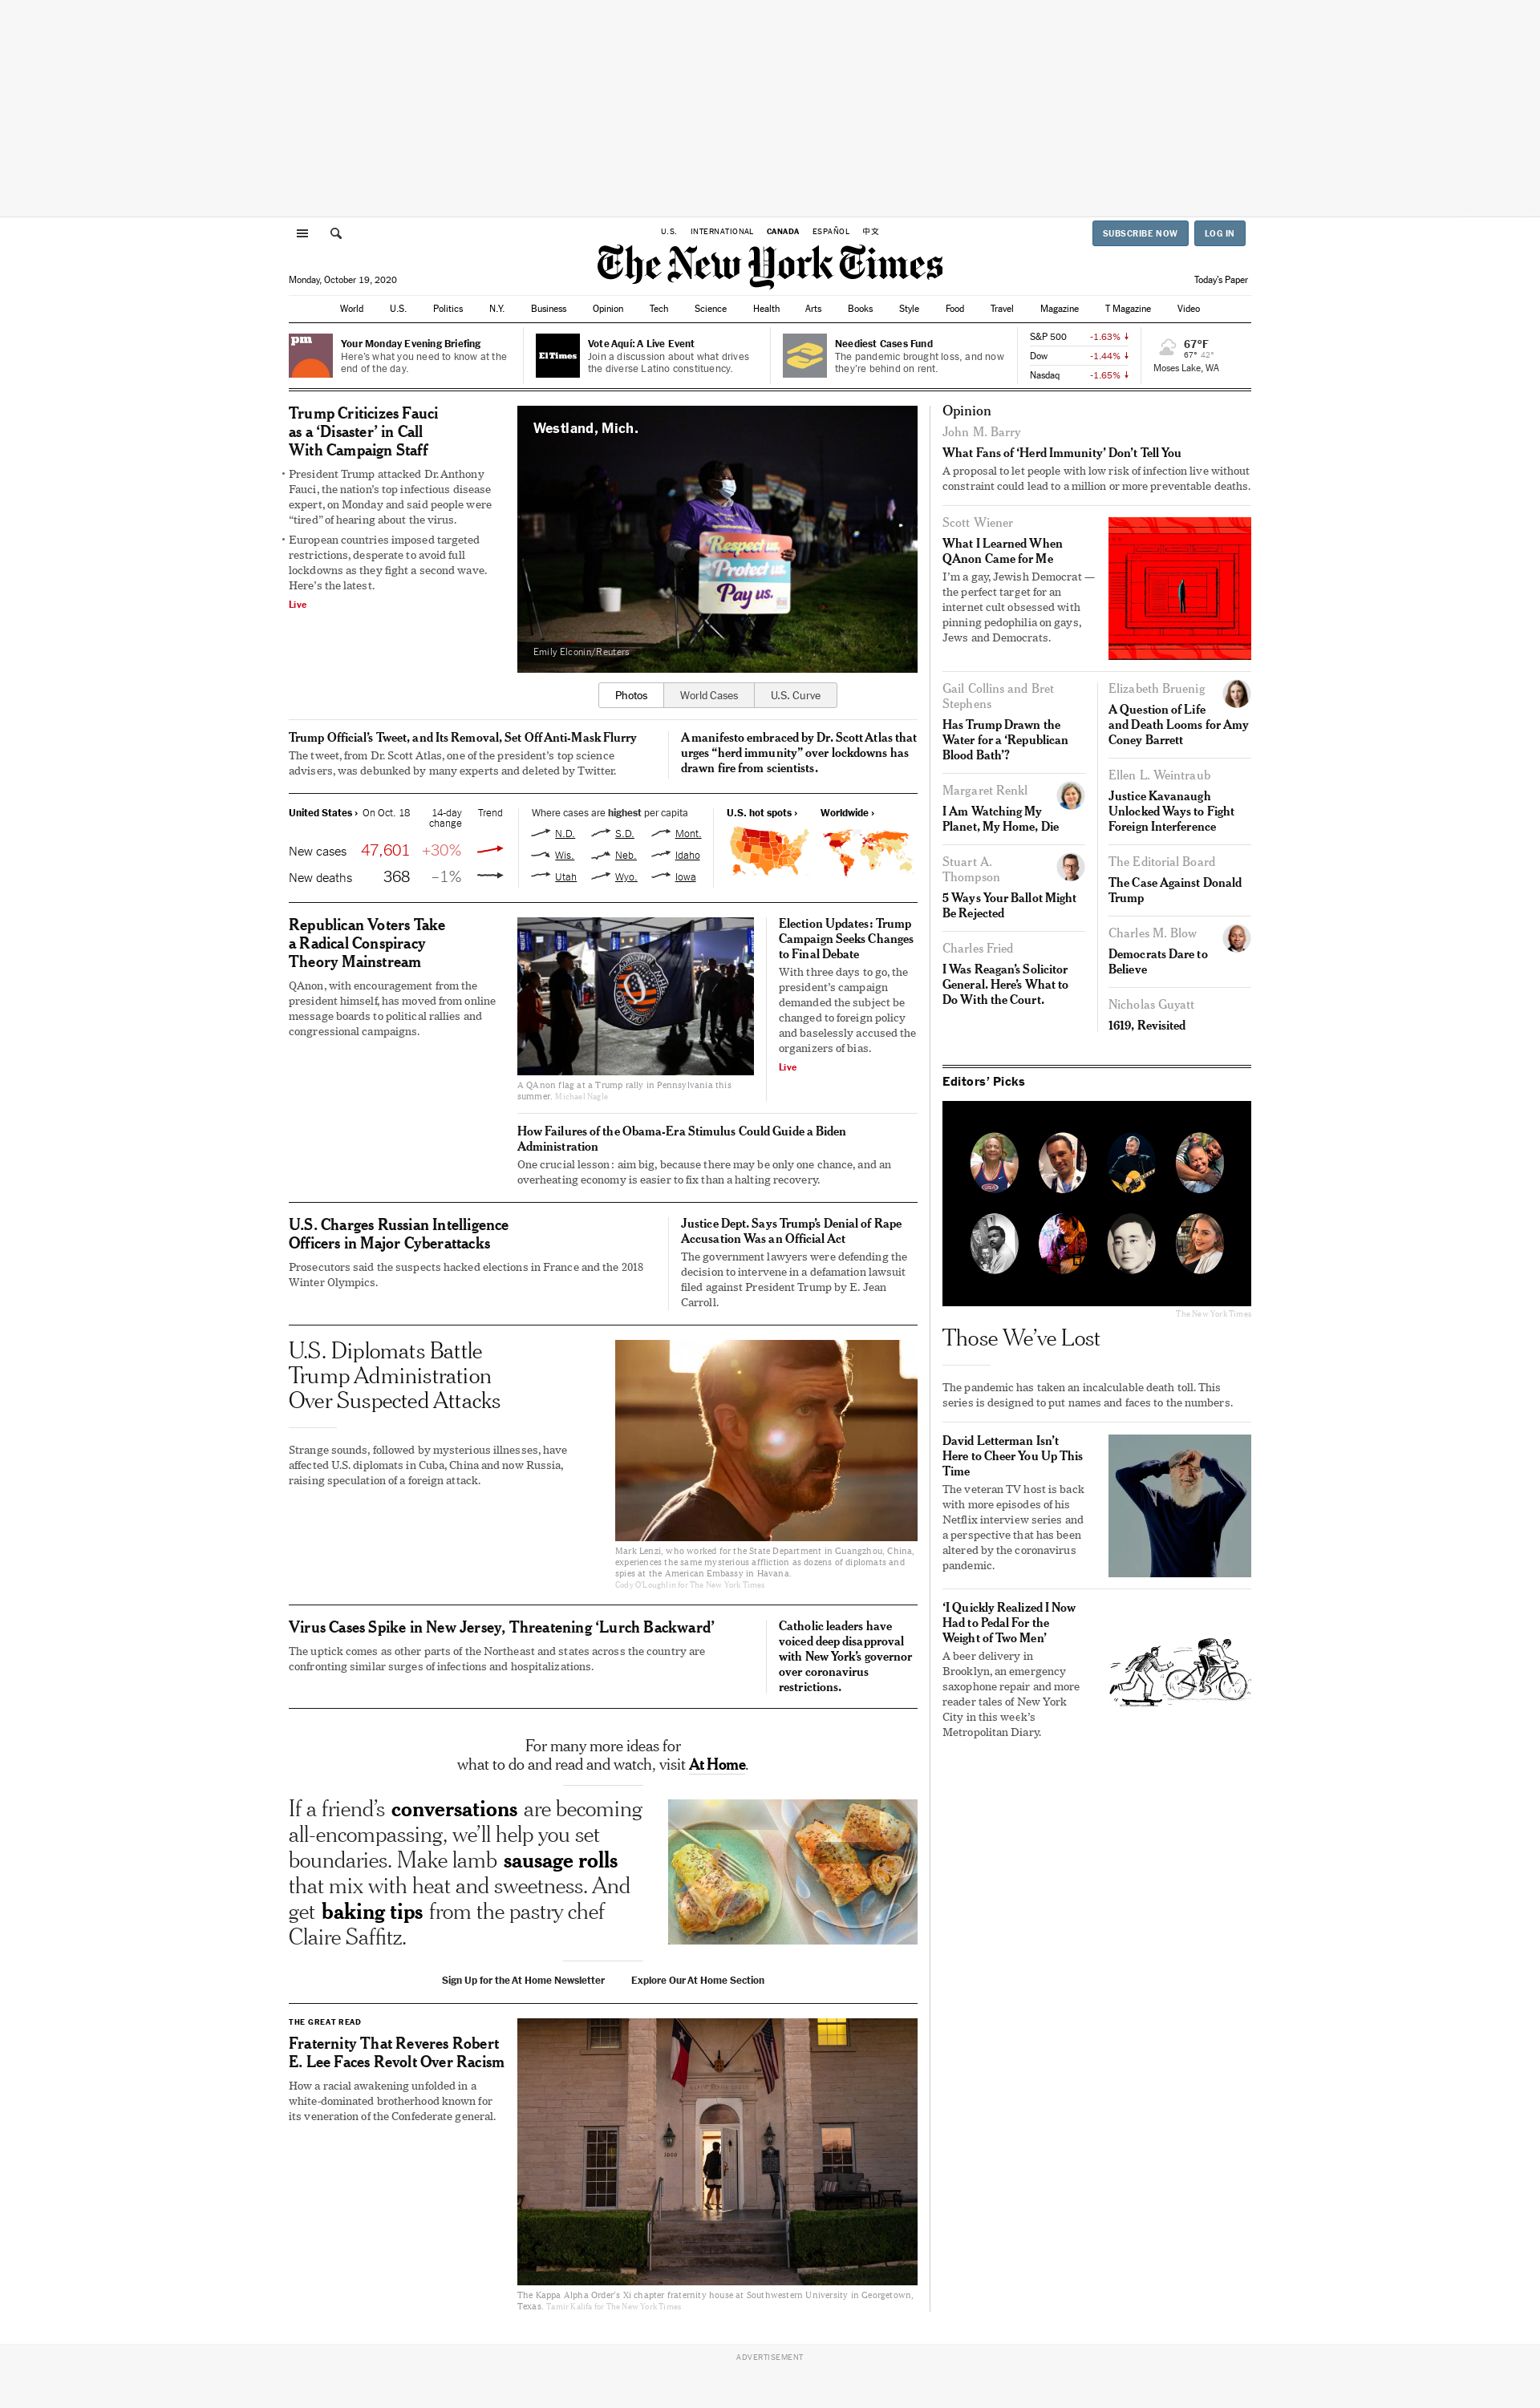 U.S. INTERNATIONAL CANADA ESPAÑOL 中文
SUBSCRIBE NOW LOG IN
The New York Times
Monday, October 19, 2020
Today's Paper
World U.S. Politics N.Y. Business Opinion Tech Science Health Arts Books Style Food Travel Magazine T Magazine Video
pm
Your Monday Evening Briefing
Here's what you need to know at the
end of the day.
El Times
Vote Aquí: A Live Event
Join a discussion about what drives
the diverse Latino constituency.
Neediest Cases Fund
The pandemic brought loss, and now
they're behind on rent.
S&P 500 -1.63% ↓
Dow -1.44% ↓
Nasdaq -1.65% ↓
67°F
67° 42°
Moses Lake, WA
Trump Criticizes Fauci
as a ‘Disaster’ in Call
With Campaign Staff
• President Trump attacked Dr. Anthony
Fauci, the nation's top infectious disease
expert, on Monday and said people were
“tired” of hearing about the virus.
• European countries imposed targeted
restrictions, desperate to avoid full
lockdowns as they fight a second wave.
Here's the latest.
Live
Westland, Mich.
Respect us.
Protect us.
Pay us.
Emily Elconin/Reuters
Photos World Cases U.S. Curve
Trump Official’s Tweet, and Its Removal, Set Off Anti-Mask Flurry
The tweet, from Dr. Scott Atlas, one of the president's top science
advisers, was debunked by many experts and deleted by Twitter.
A manifesto embraced by Dr. Scott Atlas that
urges “herd immunity” over lockdowns has
drawn fire from scientists.
United States › On Oct. 18 14-day Trend
change
New cases 47,601 +30%
New deaths 368 –1%
Where cases are highest per capita
N.D. S.D. Mont.
Wis. Neb. Idaho
Utah Wyo. Iowa
U.S. hot spots › Worldwide ›
Republican Voters Take
a Radical Conspiracy
Theory Mainstream
QAnon, with encouragement from the
president himself, has moved from online
message boards to political rallies and
congressional campaigns.
A QAnon flag at a Trump rally in Pennsylvania this
summer. Michael Nagle
Election Updates: Trump
Campaign Seeks Changes
to Final Debate
With three days to go, the
president's campaign
demanded the subject be
changed to foreign policy
and baselessly accused the
organizers of bias.
Live
How Failures of the Obama-Era Stimulus Could Guide a Biden
Administration
One crucial lesson: aim big, because there may be only one chance, and an
overheating economy is easier to fix than a halting recovery.
U.S. Charges Russian Intelligence
Officers in Major Cyberattacks
Prosecutors said the suspects hacked elections in France and the 2018
Winter Olympics.
Justice Dept. Says Trump’s Denial of Rape
Accusation Was an Official Act
The government lawyers were defending the
decision to intervene in a defamation lawsuit
filed against President Trump by E. Jean
Carroll.
U.S. Diplomats Battle
Trump Administration
Over Suspected Attacks
Strange sounds, followed by mysterious illnesses, have
affected U.S. diplomats in Cuba, China and now Russia,
raising speculation of a foreign attack.
Mark Lenzi, who worked for the State Department in Guangzhou, China,
experiences the same mysterious affliction as dozens of diplomats and
spies at the American Embassy in Havana.
Cody O'Loughlin for The New York Times
Virus Cases Spike in New Jersey, Threatening ‘Lurch Backward’
The uptick comes as other parts of the Northeast and states across the country are
confronting similar surges of infections and hospitalizations.
Catholic leaders have
voiced deep disapproval
with New York’s governor
over coronavirus
restrictions.
For many more ideas for
what to do and read and watch, visit At Home.
If a friend’s conversations are becoming
all-encompassing, we’ll help you set
boundaries. Make lamb sausage rolls
that mix with heat and sweetness. And
get baking tips from the pastry chef
Claire Saffitz.
Sign Up for the At Home Newsletter Explore Our At Home Section
THE GREAT READ
Fraternity That Reveres Robert
E. Lee Faces Revolt Over Racism
How a racial awakening unfolded in a
white-dominated brotherhood known for
its veneration of the Confederate general.
The Kappa Alpha Order's Xi chapter fraternity house at Southwestern University in Georgetown,
Texas. Tamir Kalifa for The New York Times
Opinion
John M. Barry
What Fans of ‘Herd Immunity’ Don’t Tell You
A proposal to let people with low risk of infection live without
constraint could lead to a million or more preventable deaths.
Scott Wiener
What I Learned When
QAnon Came for Me
I'm a gay, Jewish Democrat —
the perfect target for an
internet cult obsessed with
pinning pedophilia on gays,
Jews and Democrats.
Gail Collins and Bret
Stephens
Has Trump Drawn the
Water for a ‘Republican
Blood Bath’?
Margaret Renkl
I Am Watching My
Planet, My Home, Die
Stuart A.
Thompson
5 Ways Your Ballot Might
Be Rejected
Charles Fried
I Was Reagan’s Solicitor
General. Here’s What to
Do With the Court.
Elizabeth Bruenig
A Question of Life
and Death Looms for Amy
Coney Barrett
Ellen L. Weintraub
Justice Kavanaugh
Unlocked Ways to Fight
Foreign Interference
The Editorial Board
The Case Against Donald
Trump
Charles M. Blow
Democrats Dare to
Believe
Nicholas Guyatt
1619, Revisited
Editors’ Picks
The New York Times
Those We’ve Lost
The pandemic has taken an incalculable death toll. This
series is designed to put names and faces to the numbers.
David Letterman Isn’t
Here to Cheer You Up This
Time
The veteran TV host is back
with more episodes of his
Netflix interview series and
a perspective that has been
altered by the coronavirus
pandemic.
‘I Quickly Realized I Now
Had to Pedal For the
Weight of Two Men’
A beer delivery in
Brooklyn, an emergency
saxophone repair and more
reader tales of New York
City in this week's
Metropolitan Diary.
ADVERTISEMENT